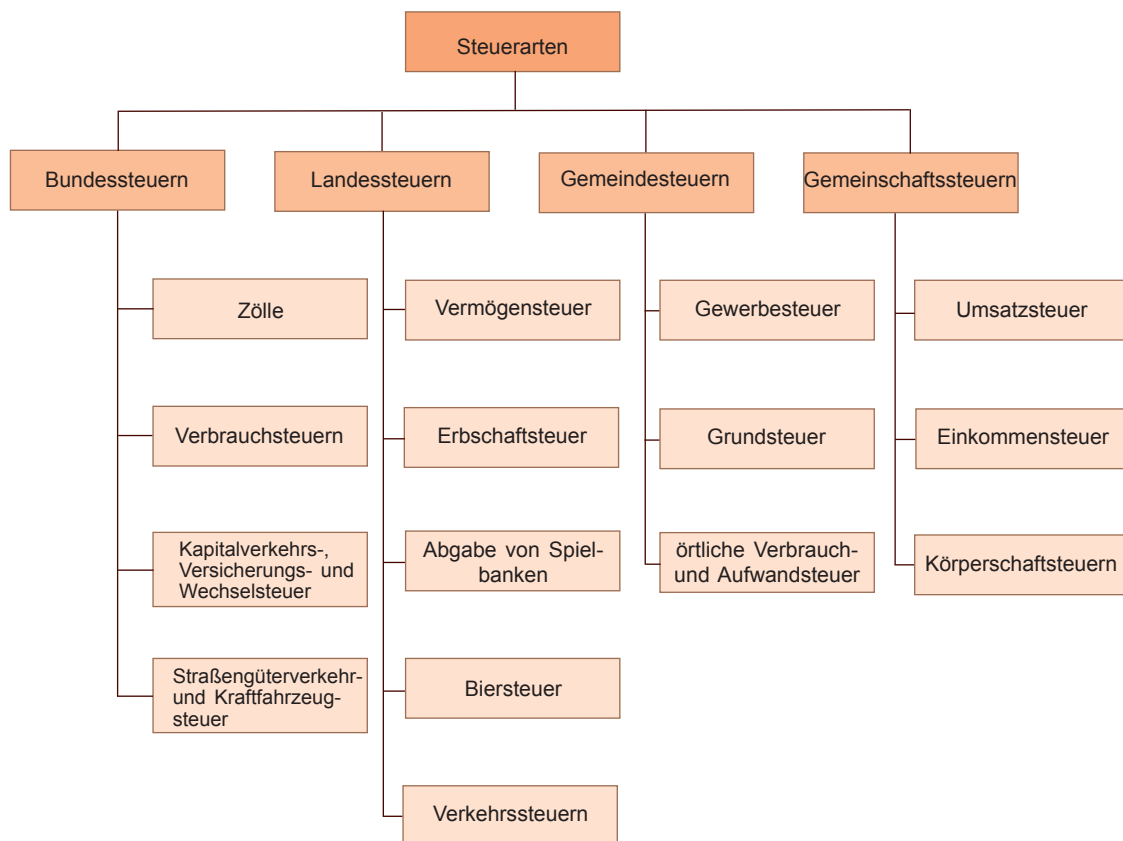 Steuerarten
Bundessteuern
Landessteuern
Gemeindesteuern
Gemeinschaftssteuern
Zölle
Vermögensteuer
Gewerbesteuer
Umsatzsteuer
Verbrauchsteuern
Erbschaftsteuer
Grundsteuer
Einkommensteuer
Kapitalverkehrs-,
Versicherungs- und
Wechselsteuer
Abgabe von Spiel-
banken
örtliche Verbrauch-
und Aufwandsteuer
Körperschaftsteuern
Straßengüterverkehr-
und Kraftfahrzeug-
steuer
Biersteuer
Verkehrssteuern